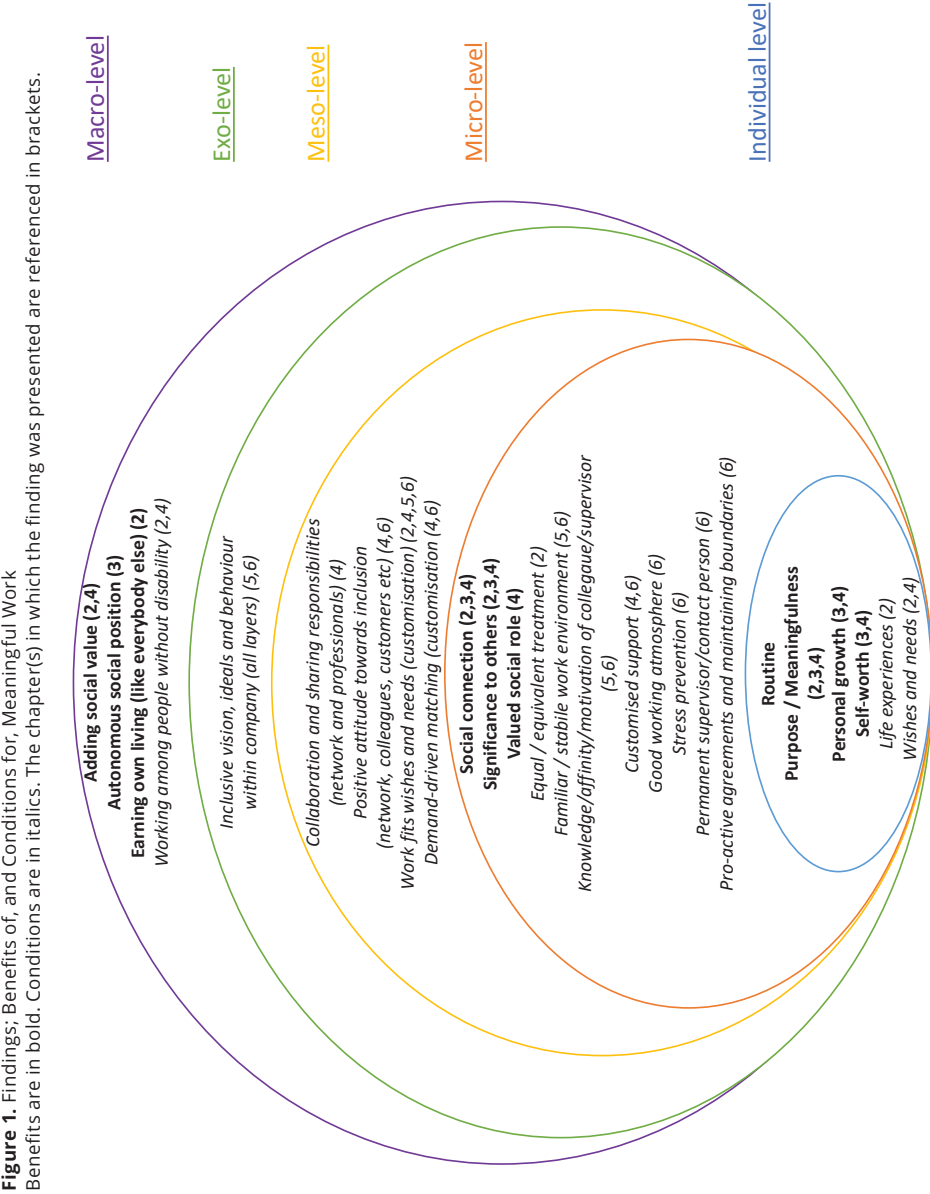 Figure 1. Findings; Benefits of, and Conditions for, Meaningful Work
Benefits are in bold. Conditions are in italics. The chapter(s) in which the finding was presented are referenced in brackets.
Macro-level
Adding social value (2,4)
Autonomous social position (3)
Earning own living (like everybody else) (2)
Working among people without disability (2,4)
Exo-level
Inclusive vision, ideals and behaviour
within company (all layers) (5,6)
Meso-level
Collaboration and sharing responsibilities
(network and professionals) (4)
Positive attitude towards inclusion
(network, colleagues, customers etc) (4,6)
Work fits wishes and needs (customisation) (2,4,5,6)
Demand-driven matching (customisation (4,6)
Micro-level
Social connection (2,3,4)
Significance to others (2,3,4)
Valued social role (4)
Equal / equivalent treatment (2)
Familiar / stabile work environment (5,6)
Knowledge/affinity/motivation of collegaue/supervisor
(5,6)
Customised support (4,6)
Good working atmosphere (6)
Stress prevention (6)
Permanent supervisor/contact person (6)
Pro-active agreements and maintaining boundaries (6)
Individual level
Routine
Purpose / Meaningfulness
(2,3,4)
Personal growth (3,4)
Self-worth (3,4)
Life experiences (2)
Wishes and needs (2,4)